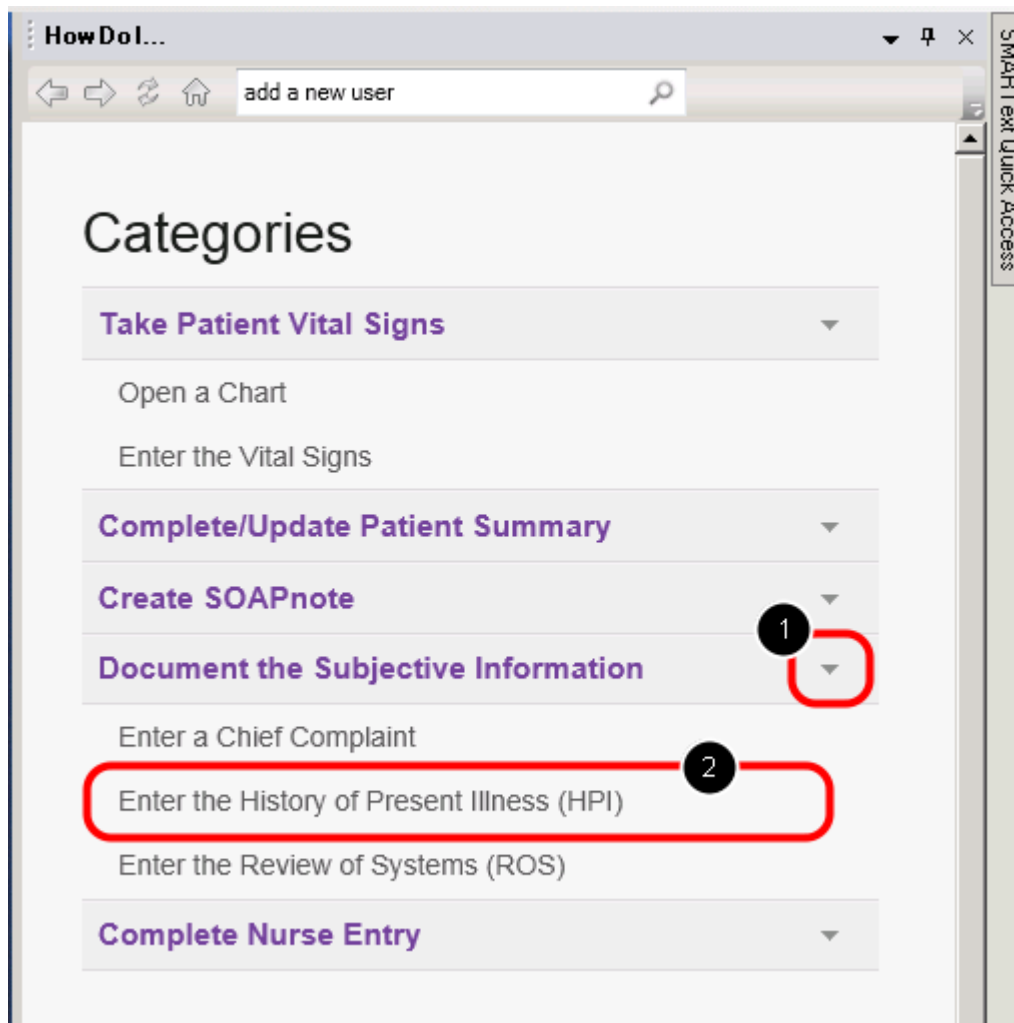 HowDoI...
add a new user
SMARText Quick Access
Categories
Take Patient Vital Signs
Open a Chart
Enter the Vital Signs
Complete/Update Patient Summary
Create SOAPnote
1
Document the Subjective Information
Enter a Chief Complaint
2
Enter the History of Present Illness (HPI)
Enter the Review of Systems (ROS)
Complete Nurse Entry